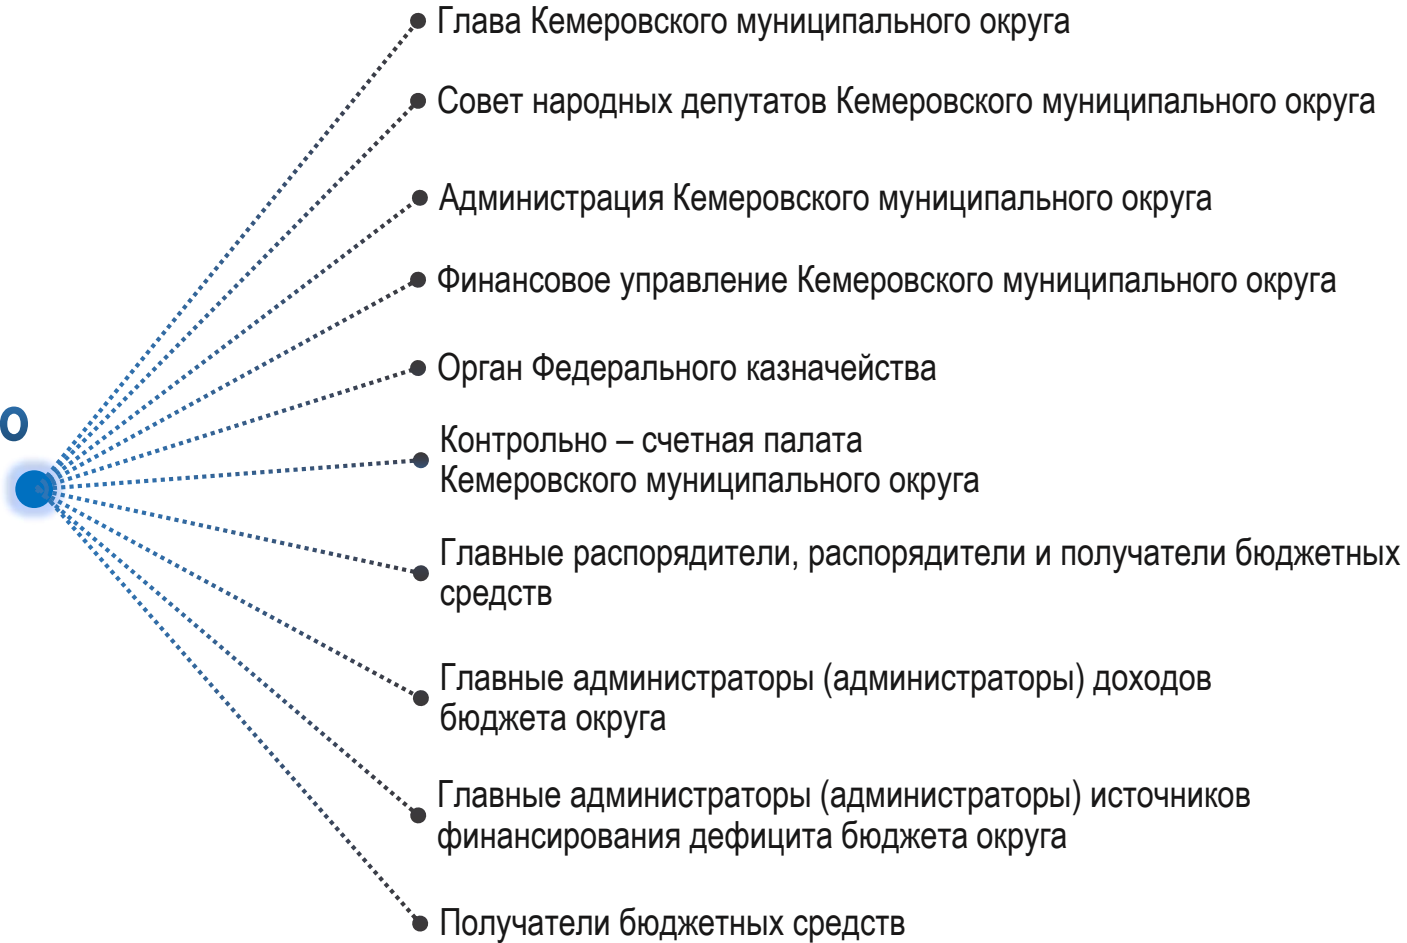 Глава Кемеровского муниципального округа
Совет народных депутатов Кемеровского муниципального округа
Администрация Кемеровского муниципального округа
Финансовое управление Кемеровского муниципального округа
Орган Федерального казначейства
о
Контрольно – счетная палата
Кемеровского муниципального округа
Главные распорядители, распорядители и получатели бюджетных
средств
Главные администраторы (администраторы) доходов
бюджета округа
Главные администраторы (администраторы) источников
финансирования дефицита бюджета округа
Получатели бюджетных средств